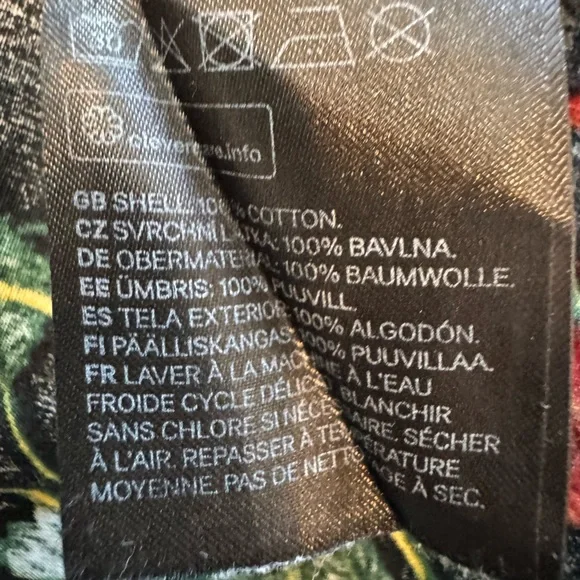 clevercare.info
GB SHELL: 100% COTTON.
CZ SVRCHNI LATKA: 100% BAVLNA.
DE OBERMATERIAL: 100% BAUMWOLLE.
EE ÜMBRIS: 100% PUUVILL.
ES TELA EXTERIOR: 100% ALGODÓN.
FI PÄÄLLISKANGAS: 100% PUUVILLAA.
FR LAVER À LA MACHINE À L'EAU
FROIDE CYCLE DÉLICAT. BLANCHIR
SANS CHLORE SI NÉCESSAIRE. SÉCHER
À L'AIR. REPASSER À TEMPÉRATURE
MOYENNE. PAS DE NETTOYAGE À SEC.